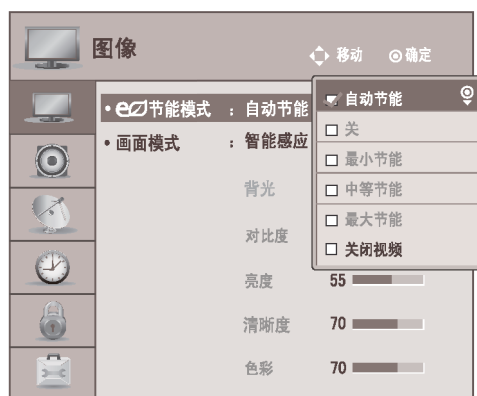 图像
移动 确定
• eco节能模式 : 自动节能
• 画面模式 : 智能感应
背光
对比度
亮度 55
清晰度 70
色彩 70
自动节能
关
最小节能
中等节能
最大节能
关闭视频